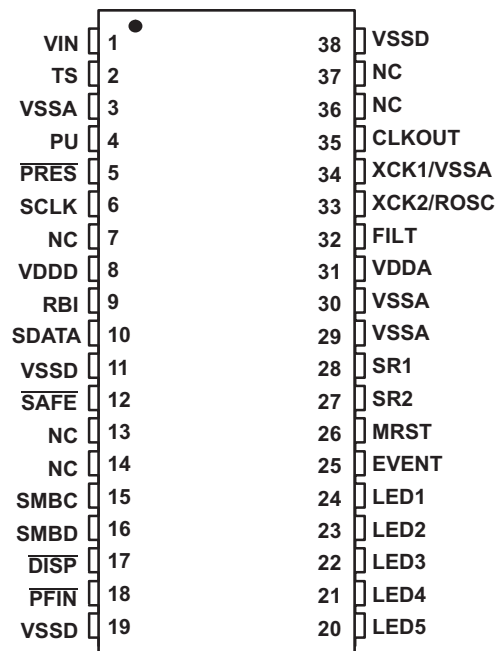 VIN 1 38 VSSD
TS 2 37 NC
VSSA 3 36 NC
PU 4 35 CLKOUT
PRES 5 34 XCK1/VSSA
SCLK 6 33 XCK2/ROSC
NC 7 32 FILT
VDDD 8 31 VDDA
RBI 9 30 VSSA
SDATA 10 29 VSSA
VSSD 11 28 SR1
SAFE 12 27 SR2
NC 13 26 MRST
NC 14 25 EVENT
SMBC 15 24 LED1
SMBD 16 23 LED2
DISP 17 22 LED3
PFIN 18 21 LED4
VSSD 19 20 LED5